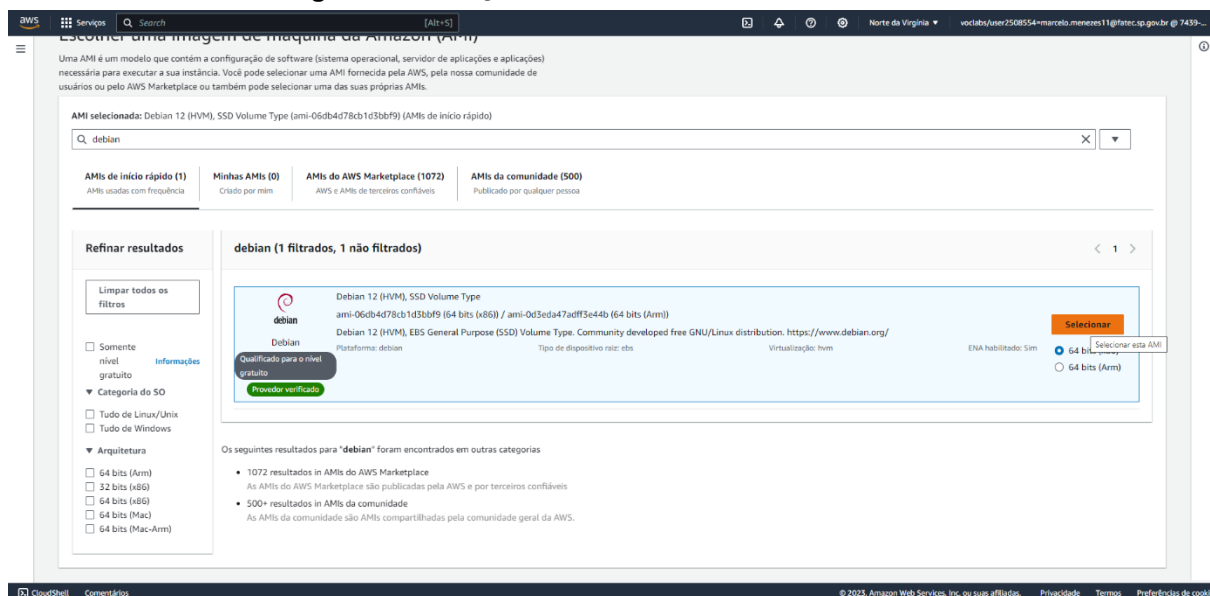 aws
Serviços
Search
[Alt+S]
Norte da Virgínia ▼
voclabs/user2508554=marcelo.menezes11@fatec.sp.gov.br @ 7439-...
Escolher uma imagem de máquina da Amazon (AMI)
Uma AMI é um modelo que contém a configuração de software (sistema operacional, servidor de aplicações e aplicações)
necessária para executar a sua instância. Você pode selecionar uma AMI fornecida pela AWS, pela nossa comunidade de
usuários ou pelo AWS Marketplace ou também pode selecionar uma das suas próprias AMIs.
AMI selecionada: Debian 12 (HVM), SSD Volume Type (ami-06db4d78cb1d3bbf9) (AMIs de início rápido)
debian
AMIs de início rápido (1)
AMIs usadas com frequência
Minhas AMIs (0)
Criado por mim
AMIs do AWS Marketplace (1072)
AWS e AMIs de terceiros confiáveis
AMIs da comunidade (500)
Publicado por qualquer pessoa
Refinar resultados
Limpar todos os
filtros
Somente
nível
gratuito
Informações
▼ Categoria do SO
Tudo de Linux/Unix
Tudo de Windows
▼ Arquitetura
64 bits (Arm)
32 bits (x86)
64 bits (x86)
64 bits (Mac)
64 bits (Mac-Arm)
debian (1 filtrados, 1 não filtrados)
< 1 >
debian
Debian
Qualificado para o nível
gratuito
Provedor verificado
Debian 12 (HVM), SSD Volume Type
ami-06db4d78cb1d3bbf9 (64 bits (x86)) / ami-0d3eda47adff3e44b (64 bits (Arm))
Debian 12 (HVM), EBS General Purpose (SSD) Volume Type. Community developed free GNU/Linux distribution. https://www.debian.org/
Plataforma: debian
Tipo de dispositivo raiz: ebs
Virtualização: hvm
ENA habilitado: Sim
Selecionar
Selecionar esta AMI
64 bits
64 bits (Arm)
Os seguintes resultados para "debian" foram encontrados em outras categorias
• 1072 resultados in AMIs do AWS Marketplace
As AMIs do AWS Marketplace são publicadas pela AWS e por terceiros confiáveis
• 500+ resultados in AMIs da comunidade
As AMIs da comunidade são AMIs compartilhadas pela comunidade geral da AWS.
CloudShell
Comentários
© 2023, Amazon Web Services, Inc. ou suas afiliadas.
Privacidade
Termos
Preferências de cooki